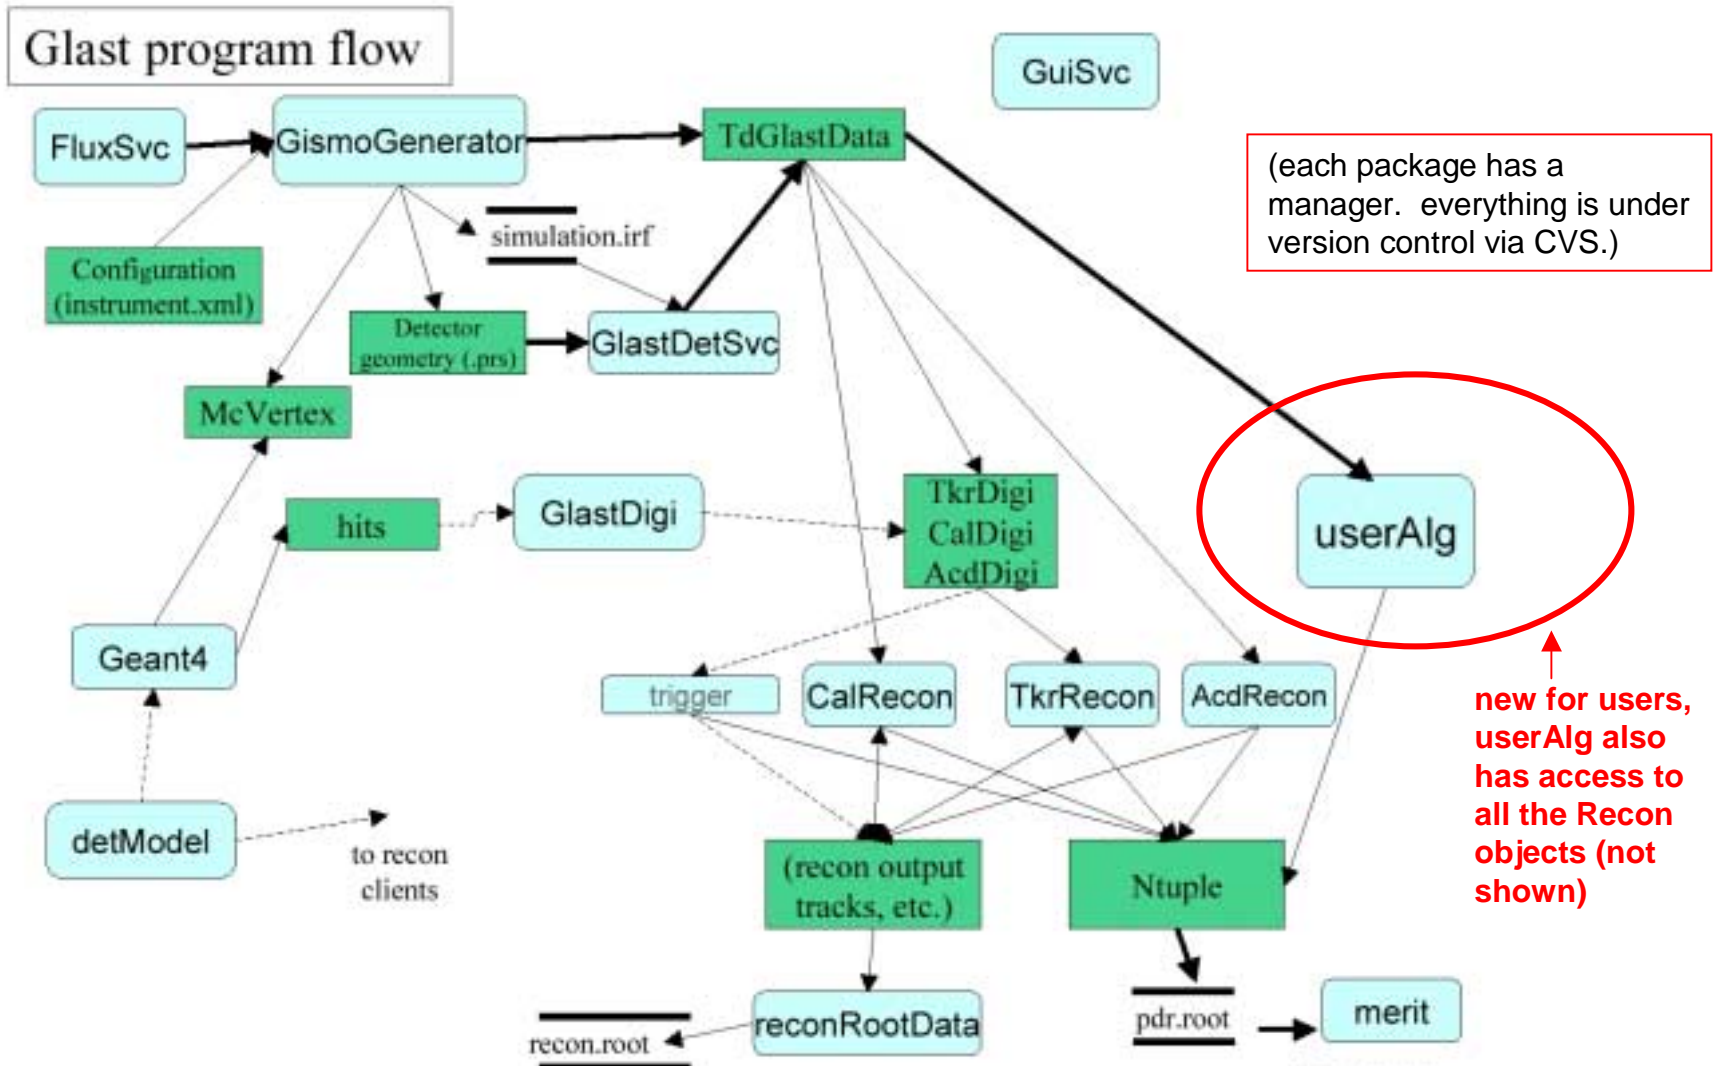 Glast program flow
GuiSvc
FluxSvc
GismoGenerator
TdGlastData
(each package has a
manager.  everything is under
version control via CVS.)
simulation.irf
Configuration
(instrument.xml)
Detector
geometry (.prs)
GlastDetSvc
McVertex
hits
GlastDigi
TkrDigi
CalDigi
AcdDigi
userAlg
Geant4
trigger
CalRecon
TkrRecon
AcdRecon
new for users,
userAlg also
has access to
all the Recon
objects (not
shown)
detModel
to recon
clients
(recon output
tracks, etc.)
Ntuple
recon.root
reconRootData
pdr.root
merit